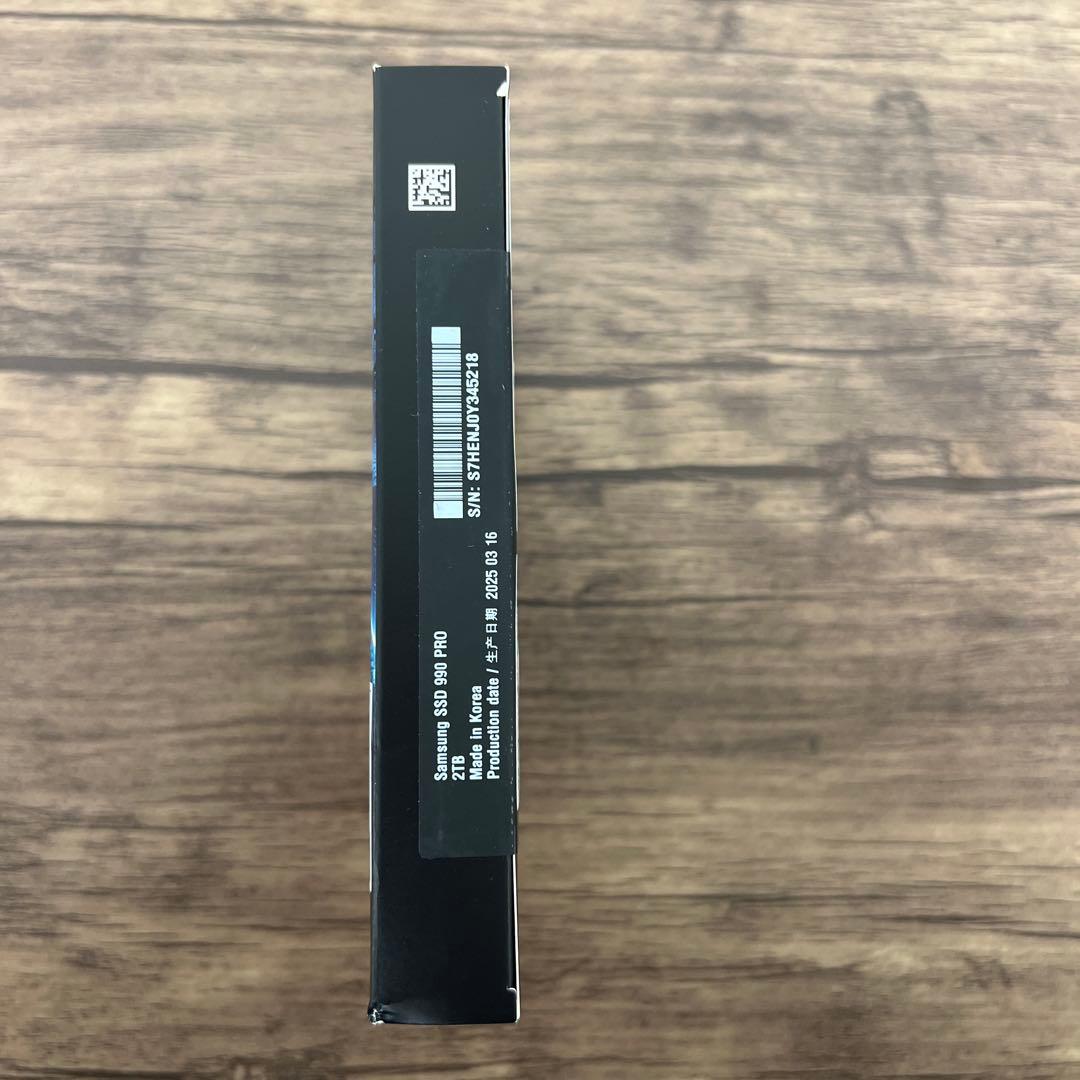 Samsung SSD 990 PRO
2TB
Made in Korea
Production date / 生产日期 2025 03 16
S/N: S7HENJ0Y345218